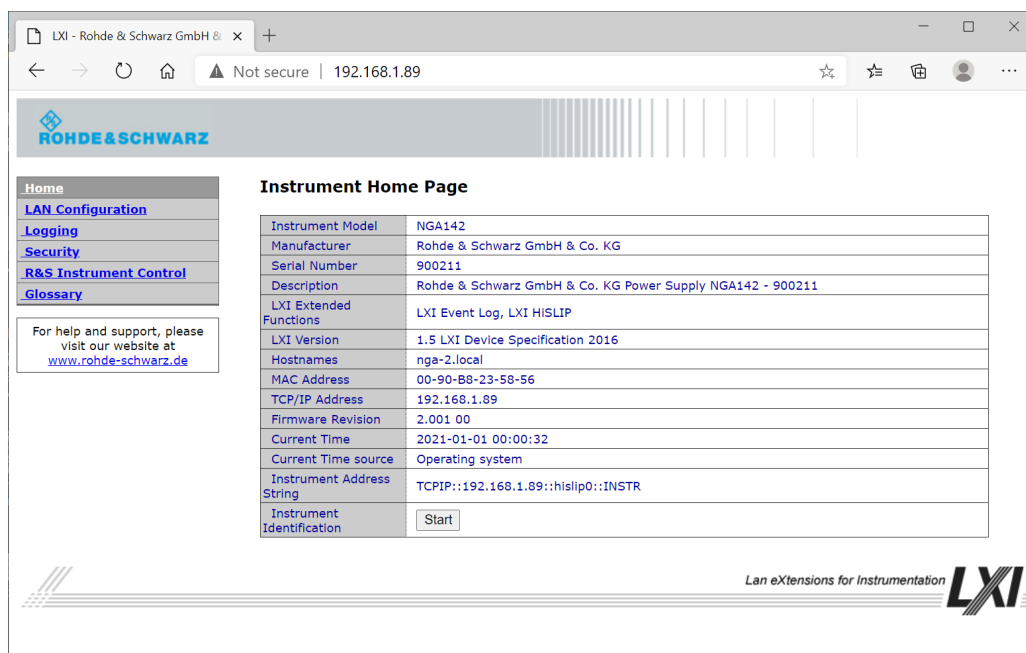 LXI - Rohde & Schwarz GmbH &
Not secure | 192.168.1.89
ROHDE&SCHWARZ
Home
LAN Configuration
Logging
Security
R&S Instrument Control
Glossary
For help and support, please
visit our website at
www.rohde-schwarz.de
Instrument Home Page
Instrument Model NGA142
Manufacturer Rohde & Schwarz GmbH & Co. KG
Serial Number 900211
Description Rohde & Schwarz GmbH & Co. KG Power Supply NGA142 - 900211
LXI Extended
Functions LXI Event Log, LXI HiSLIP
LXI Version 1.5 LXI Device Specification 2016
Hostnames nga-2.local
MAC Address 00-90-B8-23-58-56
TCP/IP Address 192.168.1.89
Firmware Revision 2.001 00
Current Time 2021-01-01 00:00:32
Current Time source Operating system
Instrument Address
String TCPIP::192.168.1.89::hislip0::INSTR
Instrument
Identification Start
Lan eXtensions for Instrumentation LXI